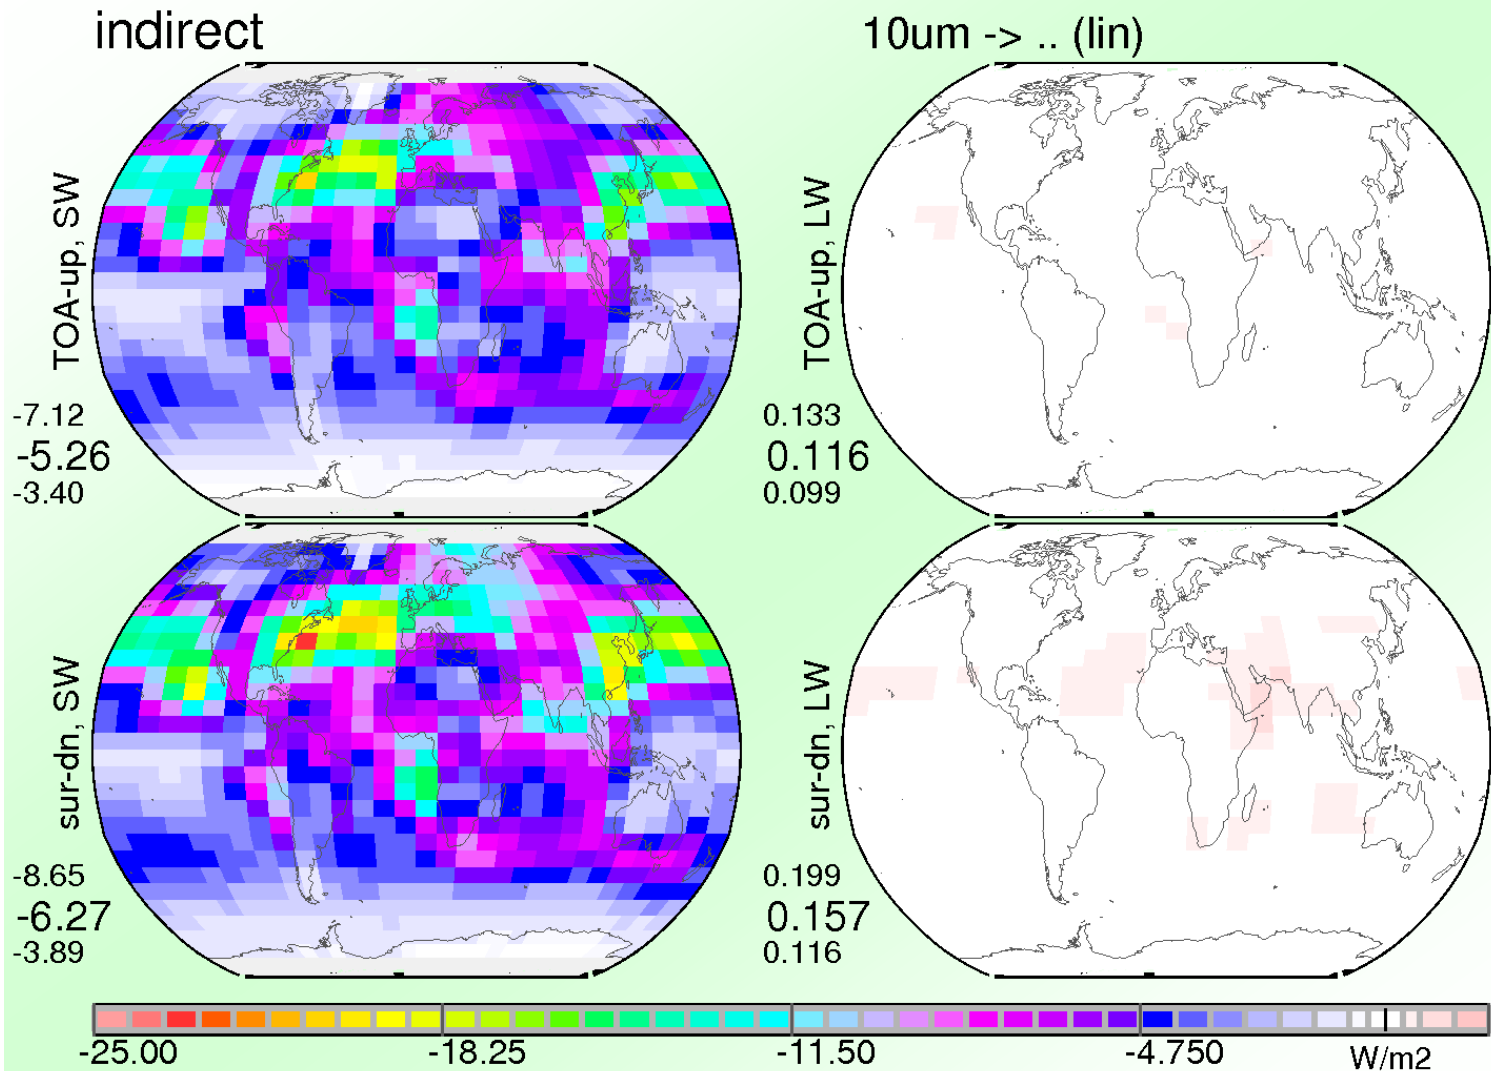 indirect
10um -> .. (lin)
TOA-up, SW
-7.12
-5.26
-3.40
TOA-up, LW
0.133
0.116
0.099
sur-dn, SW
-8.65
-6.27
-3.89
sur-dn, LW
0.199
0.157
0.116
-25.00 -18.25 -11.50 -4.750 W/m2